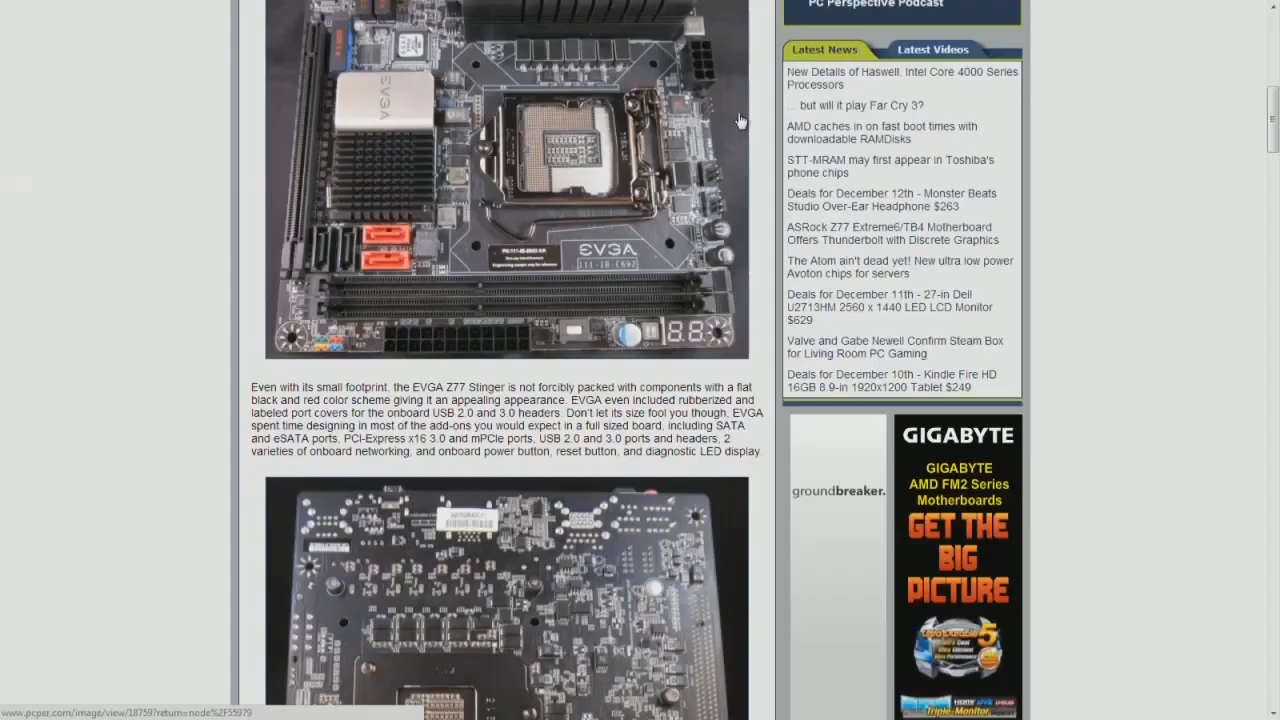 PC Perspective Podcast
Latest News
Latest Videos
New Details of Haswell, Intel Core 4000 Series
Processors
... but will it play Far Cry 3?
AMD caches in on fast boot times with
downloadable RAMDisks
STT-MRAM may first appear in Toshiba's
phone chips
Deals for December 12th - Monster Beats
Studio Over-Ear Headphone $263
ASRock Z77 Extreme6/TB4 Motherboard
Offers Thunderbolt with Discrete Graphics
The Atom ain't dead yet! New ultra low power
Avoton chips for servers
Deals for December 11th - 27-in Dell
U2713HM 2560 x 1440 LED LCD Monitor
$629
Valve and Gabe Newell Confirm Steam Box
for Living Room PC Gaming
Deals for December 10th - Kindle Fire HD
16GB 8.9-in 1920x1200 Tablet $249
EVGA
EVGA
111-IB-E692
88
Even with its small footprint, the EVGA Z77 Stinger is not forcibly packed with components with a flat
black and red color scheme giving it an appealing appearance. EVGA even included rubberized and
labeled port covers for the onboard USB 2.0 and 3.0 headers. Don't let its size fool you though, EVGA
spent time designing in most of the add-ons you would expect in a full sized board, including SATA
and eSATA ports, PCI-Express x16 3.0 and mPCIe ports, USB 2.0 and 3.0 ports and headers, 2
varieties of onboard networking, and onboard power button, reset button, and diagnostic LED display.
groundbreaker.
GIGABYTE
GIGABYTE
AMD FM2 Series
Motherboards
GET THE
BIG
PICTURE
Ultra Durable 5
Triple-Monitor
www.pcper.com/image/view/18759?return=node%2F55979